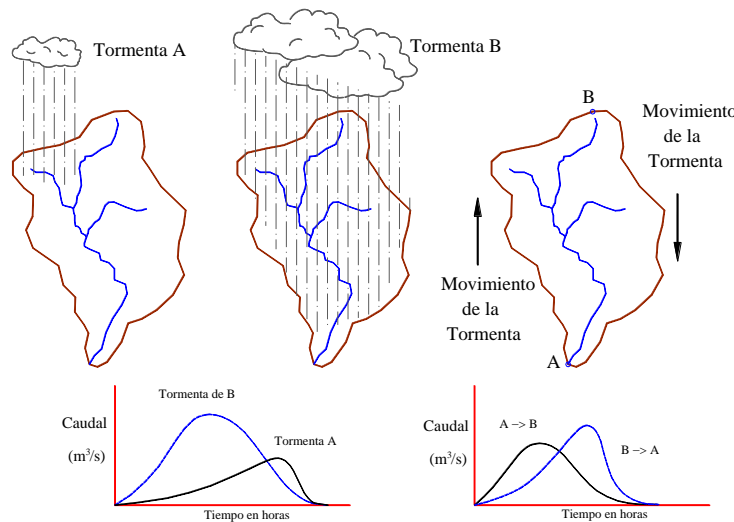 Tormenta A
Tormenta B
B
Movimiento
de la
Tormenta
Movimiento
de la
Tormenta
A
Tormenta de B
Caudal
(m³/s)
Tormenta A
Tiempo en horas
A -> B
Caudal
(m³/s)
B -> A
Tiempo en horas